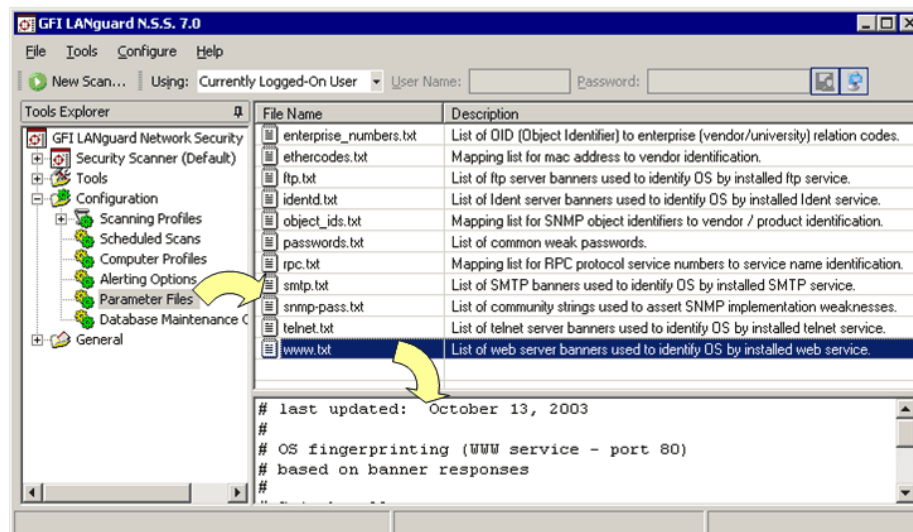 GFI LANguard N.S.S. 7.0
File Tools Configure Help
New Scan... Using: Currently Logged-On User User Name: Password:
Tools Explorer
GFI LANguard Network Security
Security Scanner (Default)
Tools
Configuration
Scanning Profiles
Scheduled Scans
Computer Profiles
Alerting Options
Parameter Files
Database Maintenance
General
File Name Description
enterprise_numbers.txt List of OID (Object Identifier) to enterprise (vendor/university) relation codes.
ethercodes.txt Mapping list for mac address to vendor identification.
ftp.txt List of ftp server banners used to identify OS by installed ftp service.
identd.txt List of Ident server banners used to identify OS by installed Ident service.
object_ids.txt Mapping list for SNMP object identifiers to vendor / product identification.
passwords.txt List of common weak passwords.
rpc.txt Mapping list for RPC protocol service numbers to service name identification.
smtp.txt List of SMTP banners used to identify OS by installed SMTP service.
snmp-pass.txt List of community strings used to assert SNMP implementation weaknesses.
telnet.txt List of telnet server banners used to identify OS by installed telnet service.
www.txt List of web server banners used to identify OS by installed web service.
# last updated: October 13, 2003
#
# OS fingerprinting (WWW service - port 80)
# based on banner responses
#